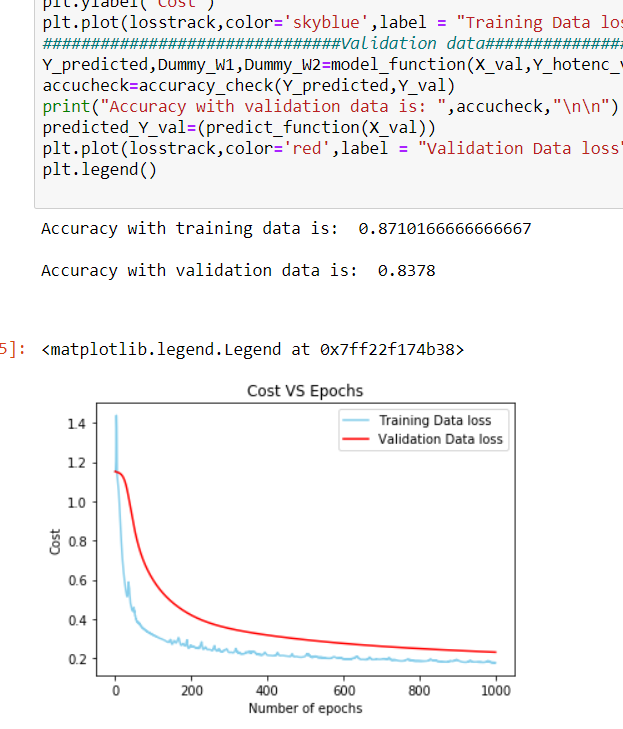 plt.ylabel('Cost')
plt.plot(losstrack,color='skyblue',label = "Training Data los
###############################Validation data###############
Y_predicted,Dummy_W1,Dummy_W2=model_function(X_val,Y_hotenc_v
accucheck=accuracy_check(Y_predicted,Y_val)
print("Accuracy with validation data is: ",accucheck,"\n\n")
predicted_Y_val=(predict_function(X_val))
plt.plot(losstrack,color='red',label = "Validation Data loss"
plt.legend()
Accuracy with training data is:  0.8710166666666667
Accuracy with validation data is:  0.8378
5]: <matplotlib.legend.Legend at 0x7ff22f174b38>
Cost VS Epochs
Training Data loss
Validation Data loss
1.4
1.2
1.0
0.8
0.6
0.4
0.2
Cost
0 200 400 600 800 1000
Number of epochs